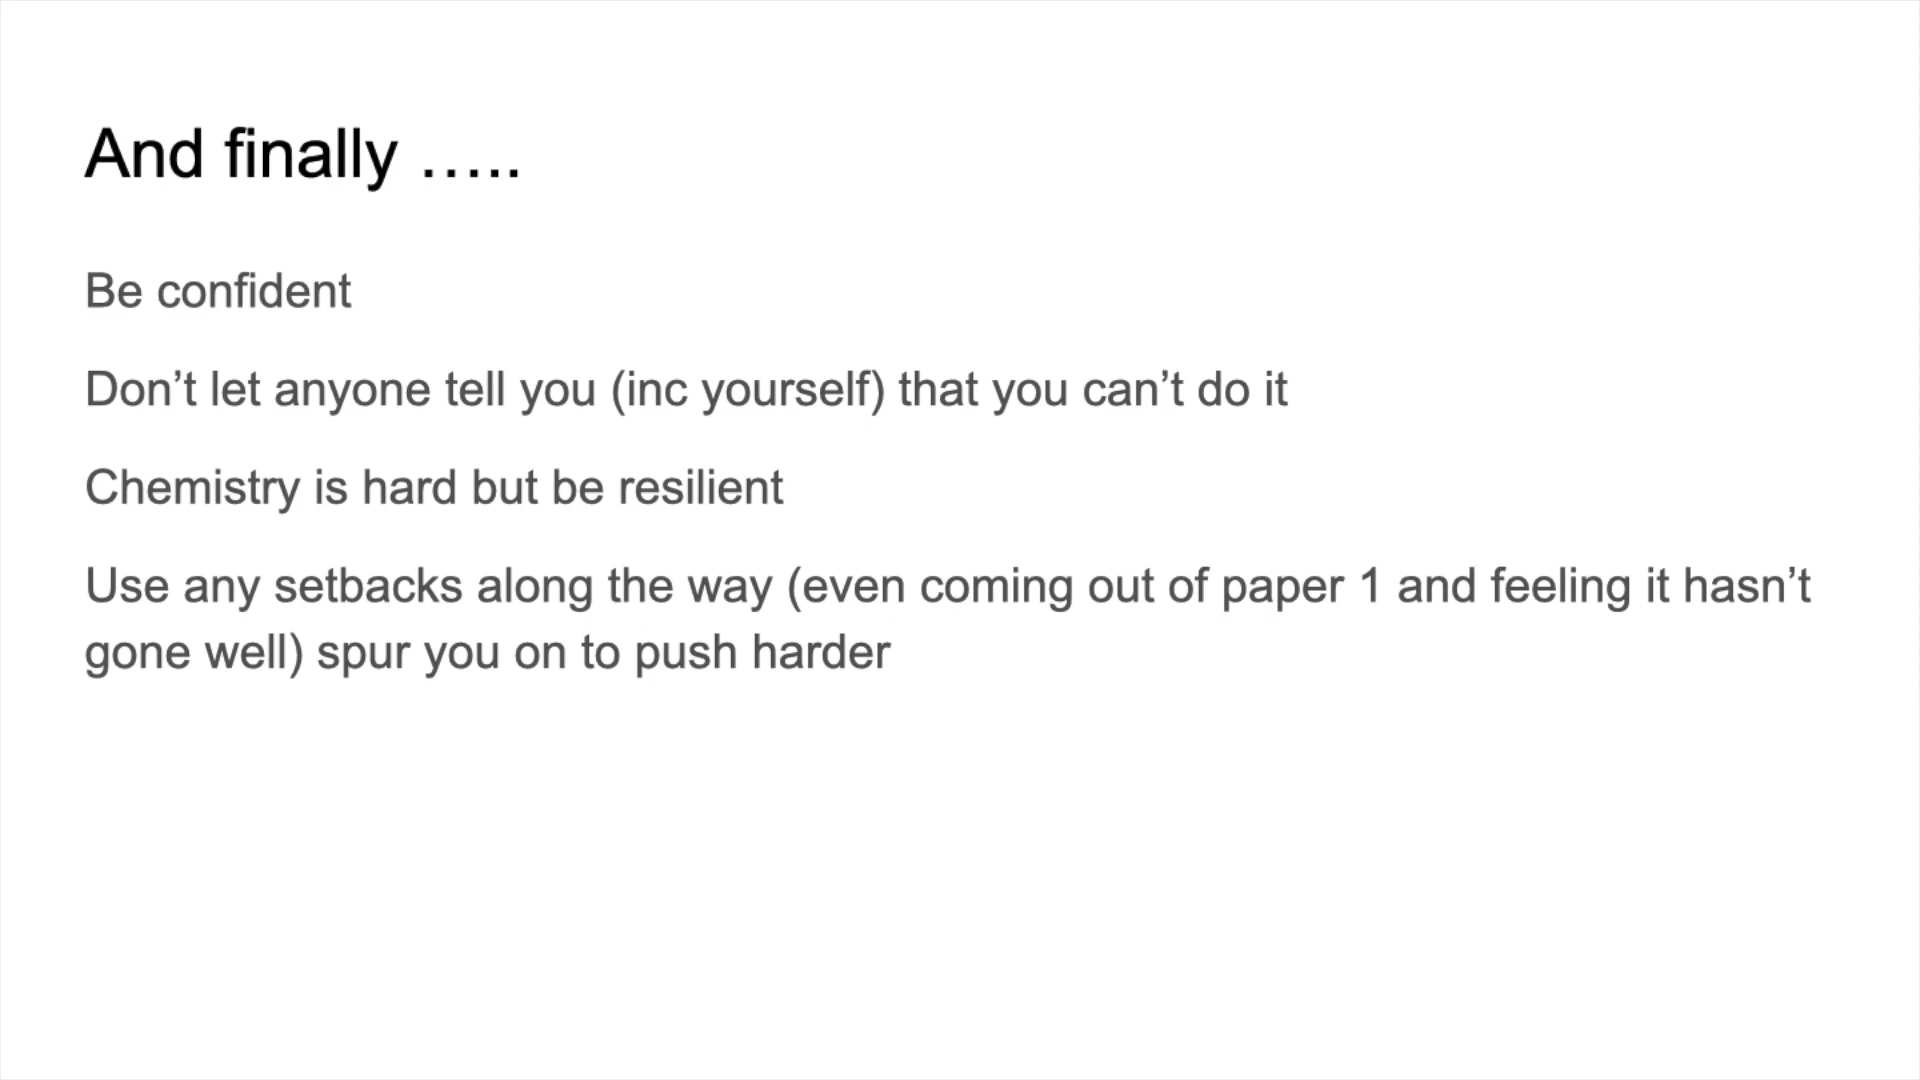 And finally …..
Be confident
Don’t let anyone tell you (inc yourself) that you can’t do it
Chemistry is hard but be resilient
Use any setbacks along the way (even coming out of paper 1 and feeling it hasn’t
gone well) spur you on to push harder